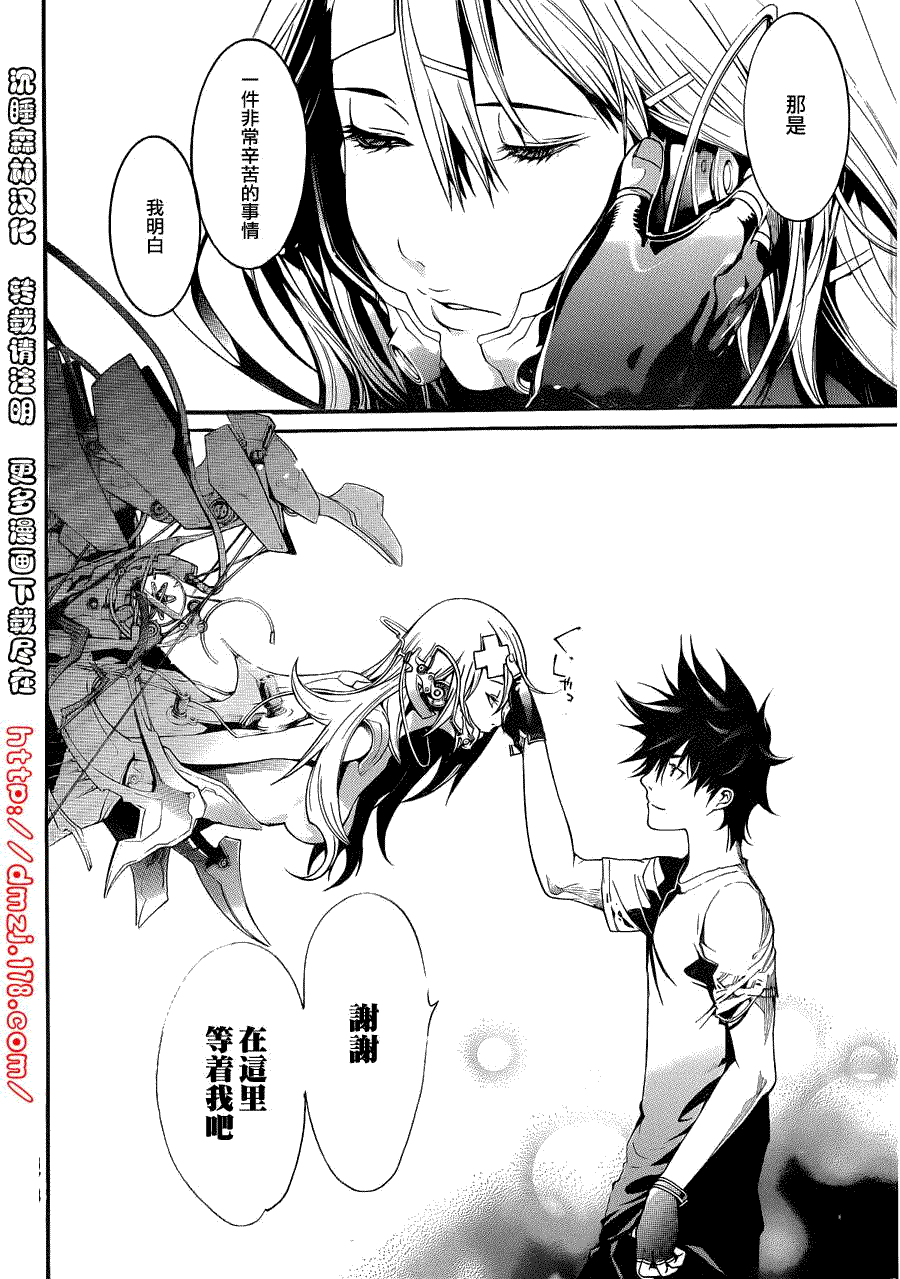 那是
一件非常辛苦的事情
我明白
謝謝
在這里
等着我吧
沉睡森林汉化 转载请注明 更多漫画下载尽在 http://dmzj.178.com/